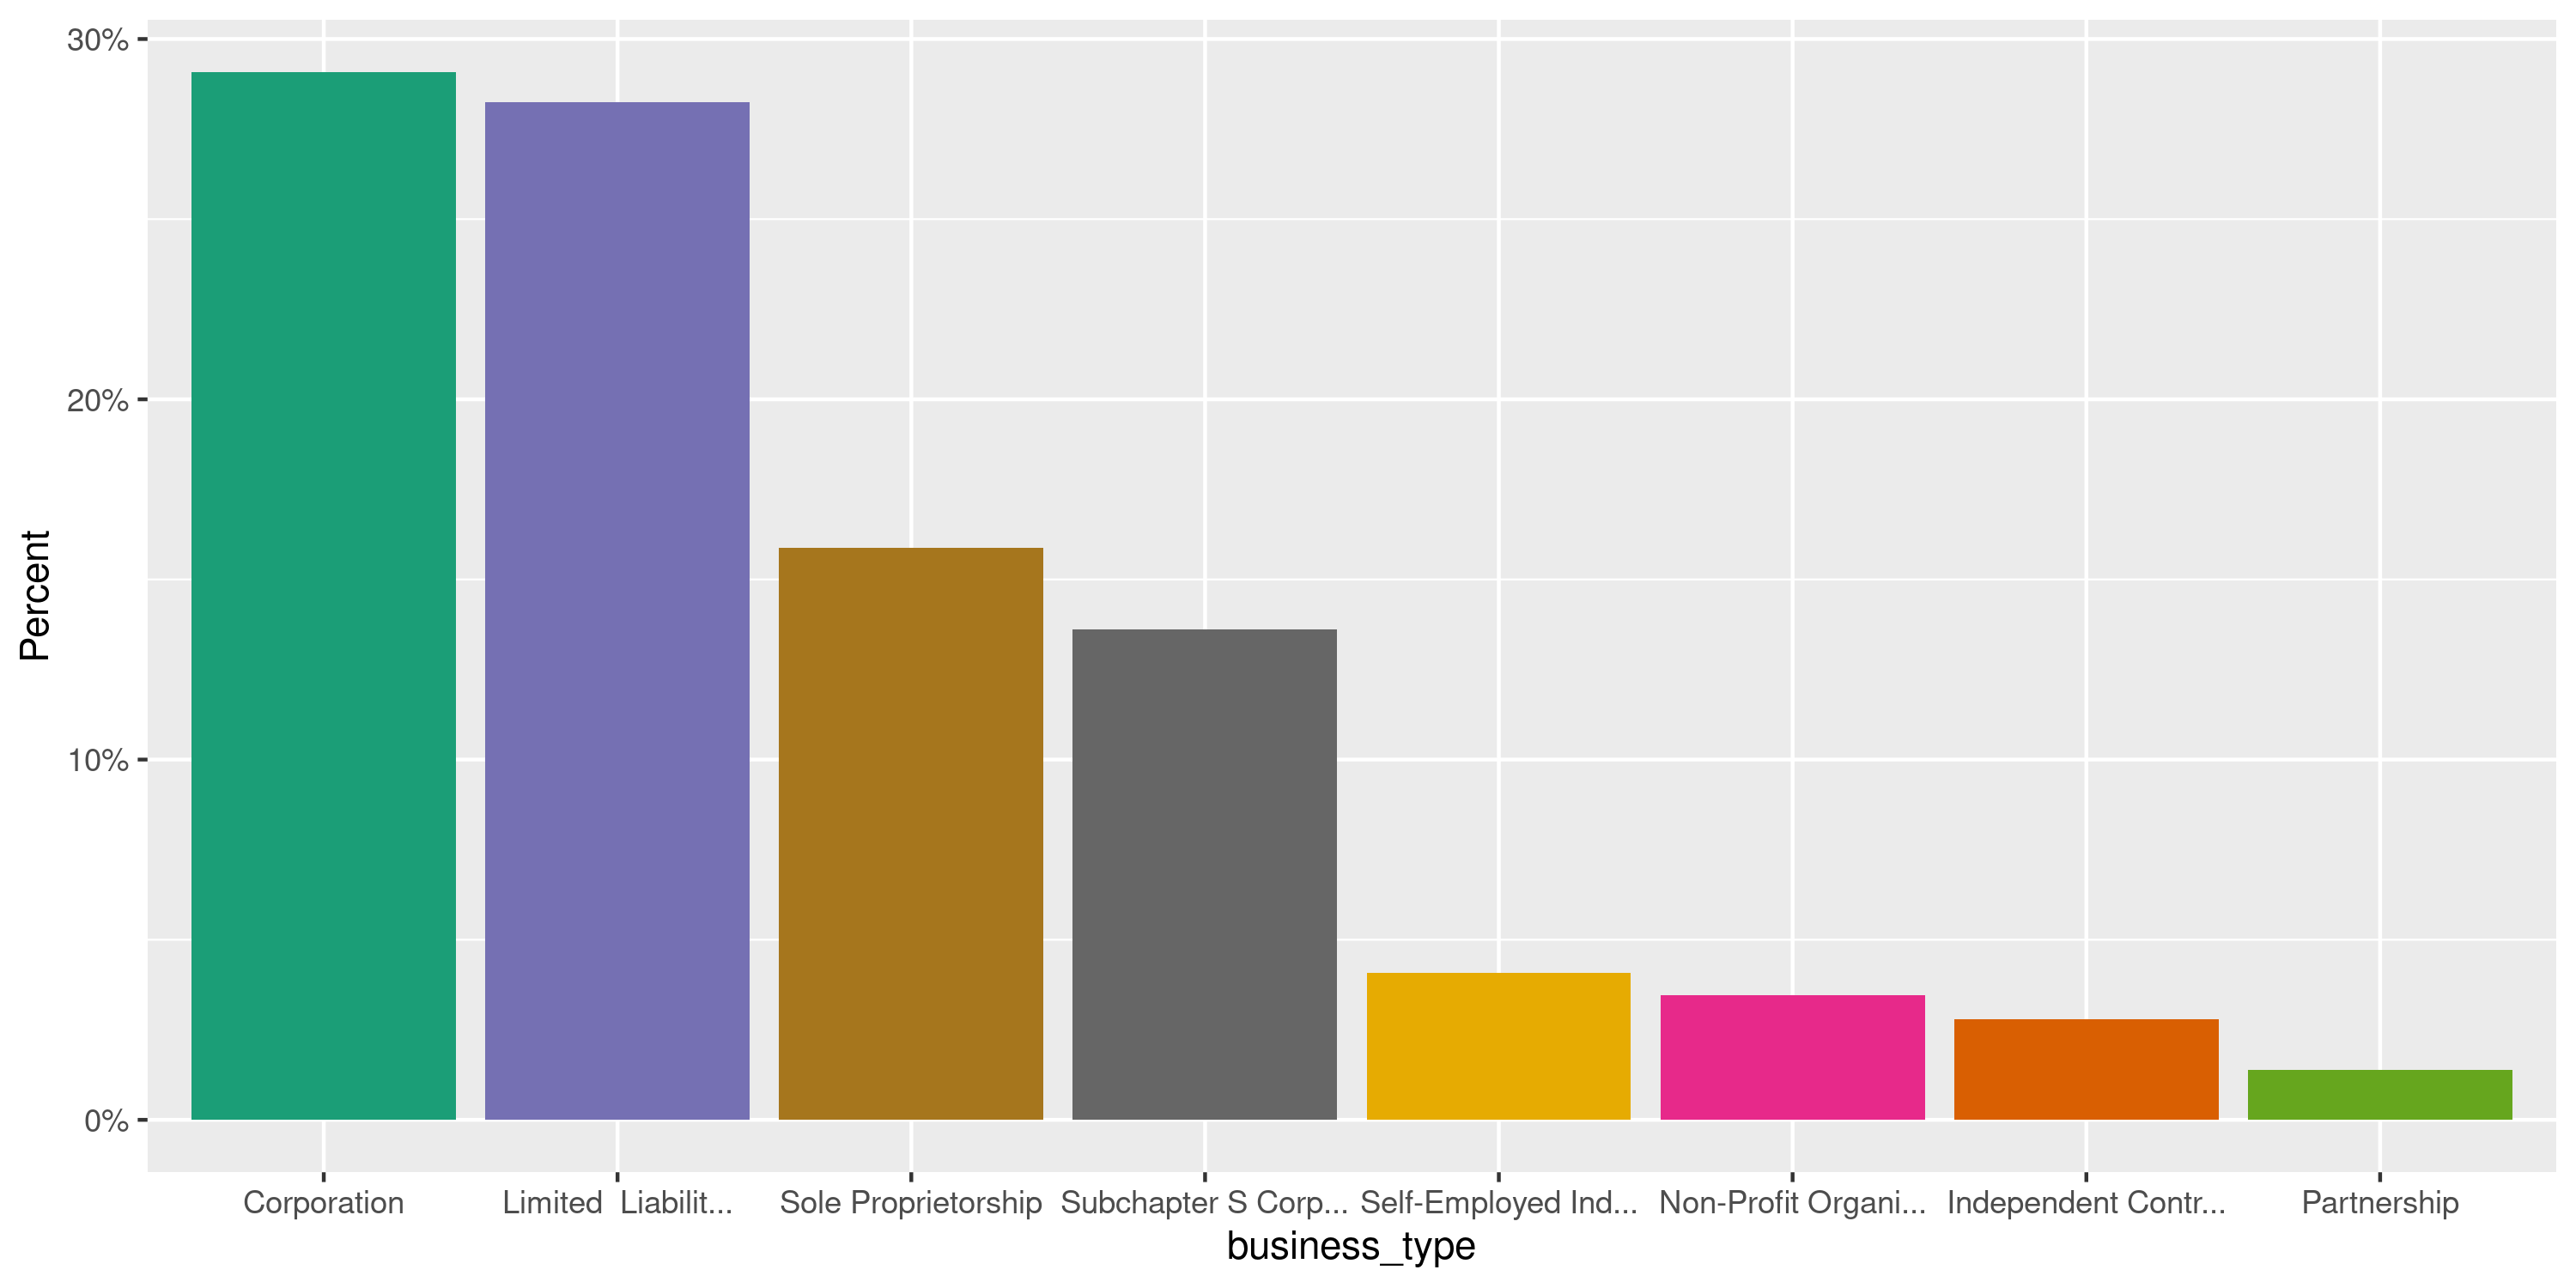 30%
20%
10%
0%
Percent
Corporation
Limited  Liabilit...
Sole Proprietorship
Subchapter S Corp...
Self-Employed Ind...
Non-Profit Organi...
Independent Contr...
Partnership
business_type